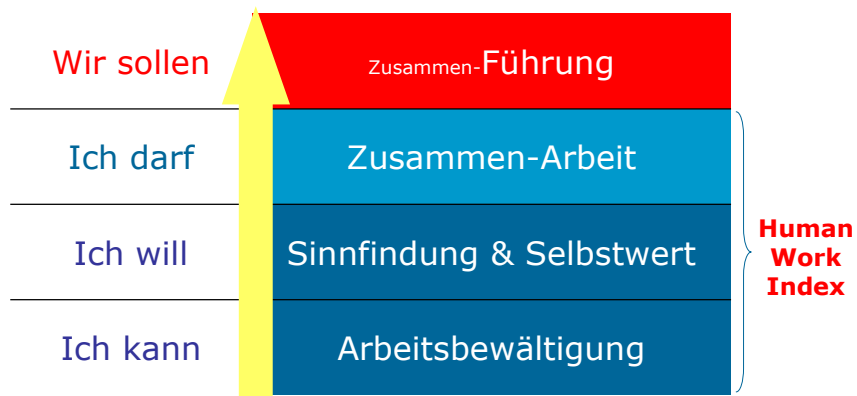 Wir sollen
Zusammen-Führung
Ich darf
Zusammen-Arbeit
Ich will
Sinnfindung & Selbstwert
Ich kann
Arbeitsbewältigung
Human
Work
Index